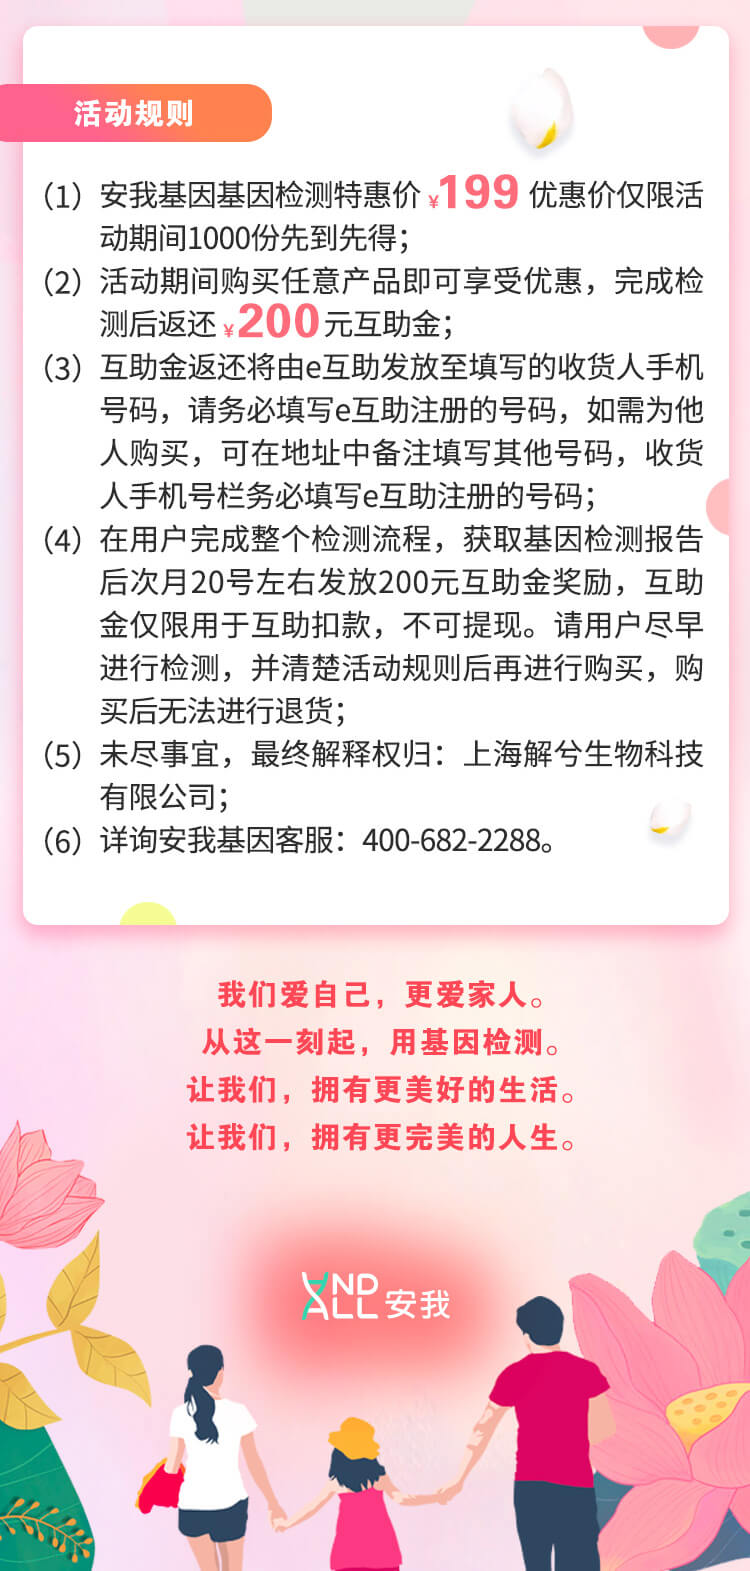 活动规则
（1）安我基因基因检测特惠价¥199优惠价仅限活
动期间1000份先到先得；
（2）活动期间购买任意产品即可享受优惠，完成检
测后返还¥200元互助金；
（3）互助金返还将由e互助发放至填写的收货人手机
号码，请务必填写e互助注册的号码，如需为他
人购买，可在地址中备注填写其他号码，收货
人手机号栏务必填写e互助注册的号码；
（4）在用户完成整个检测流程，获取基因检测报告
后次月20号左右发放200元互助金奖励，互助
金仅限用于互助扣款，不可提现。请用户尽早
进行检测，并清楚活动规则后再进行购买，购
买后无法进行退货；
（5）未尽事宜，最终解释权归：上海解兮生物科技
有限公司；
（6）详询安我基因客服：400-682-2288。
我们爱自己，更爱家人。
从这一刻起，用基因检测。
让我们，拥有更美好的生活。
让我们，拥有更完美的人生。
AND
ALL 安我